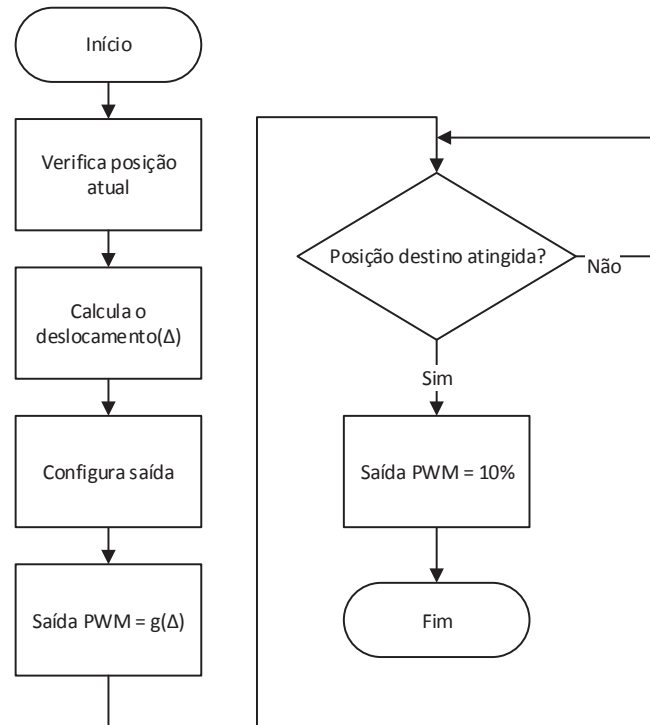 Início
Verifica posição
atual
Calcula o
deslocamento(Δ)
Configura saída
Saída PWM = g(Δ)
Posição destino atingida?
Não
Sim
Saída PWM = 10%
Fim